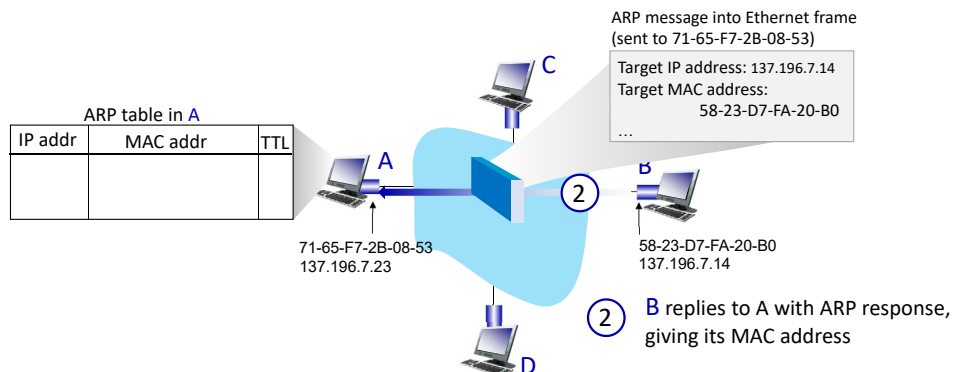 ARP message into Ethernet frame
(sent to 71-65-F7-2B-08-53)
Target IP address: 137.196.7.14
Target MAC address:
58-23-D7-FA-20-B0
…
C
ARP table in A
IP addr MAC addr TTL
A
B
2
71-65-F7-2B-08-53
137.196.7.23
58-23-D7-FA-20-B0
137.196.7.14
D
2 B replies to A with ARP response,
giving its MAC address